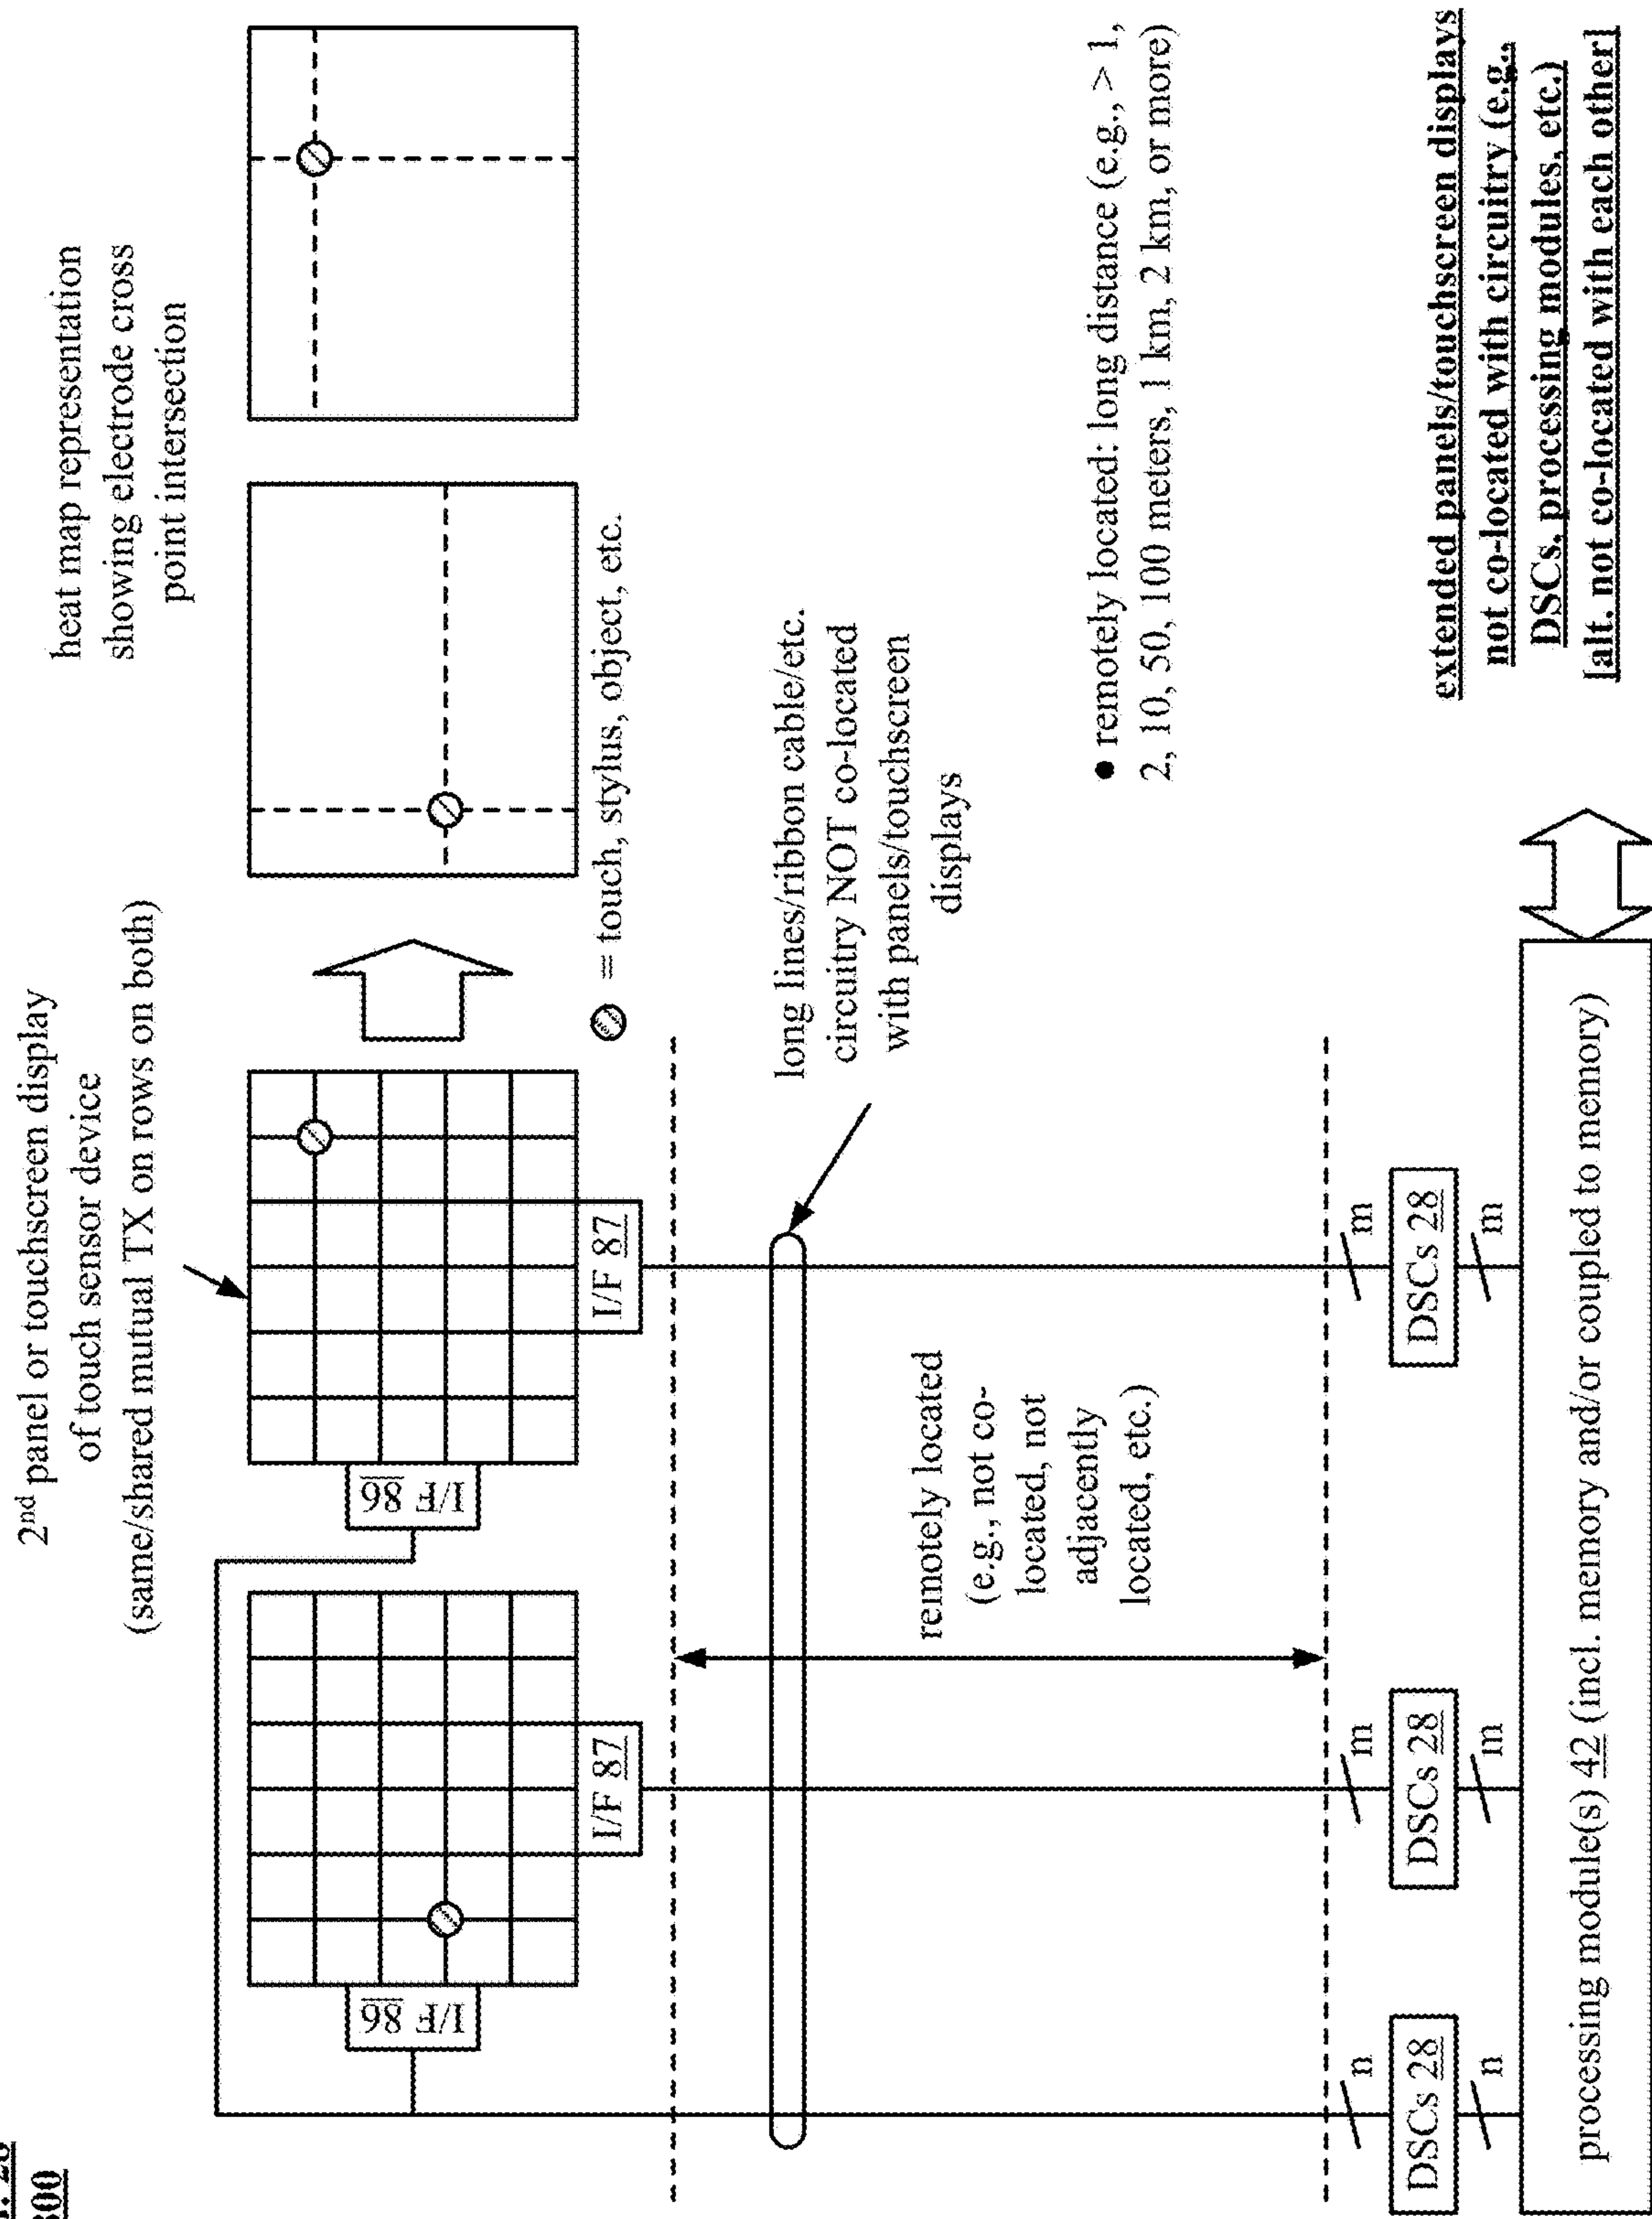 2nd panel or touchscreen display
of touch sensor device
(same/shared mutual TX on rows on both)
heat map representation
showing electrode cross
point intersection
I/F 86
I/F 86
I/F 87
I/F 87
= touch, stylus, object, etc.
long lines/ribbon cable/etc.
circuitry NOT co-located
with panels/touchscreen
displays
remotely located
(e.g., not co-
located, not
adjacently
located, etc.)
• remotely located: long distance (e.g., > 1,
2, 10, 50, 100 meters, 1 km, 2 km, or more)
n
m
m
DSCs 28
DSCs 28
DSCs 28
n
m
m
processing module(s) 42 (incl. memory and/or coupled to memory)
extended panels/touchscreen displays
not co-located with circuitry (e.g.,
DSCs, processing modules, etc.)
[alt. not co-located with each other]